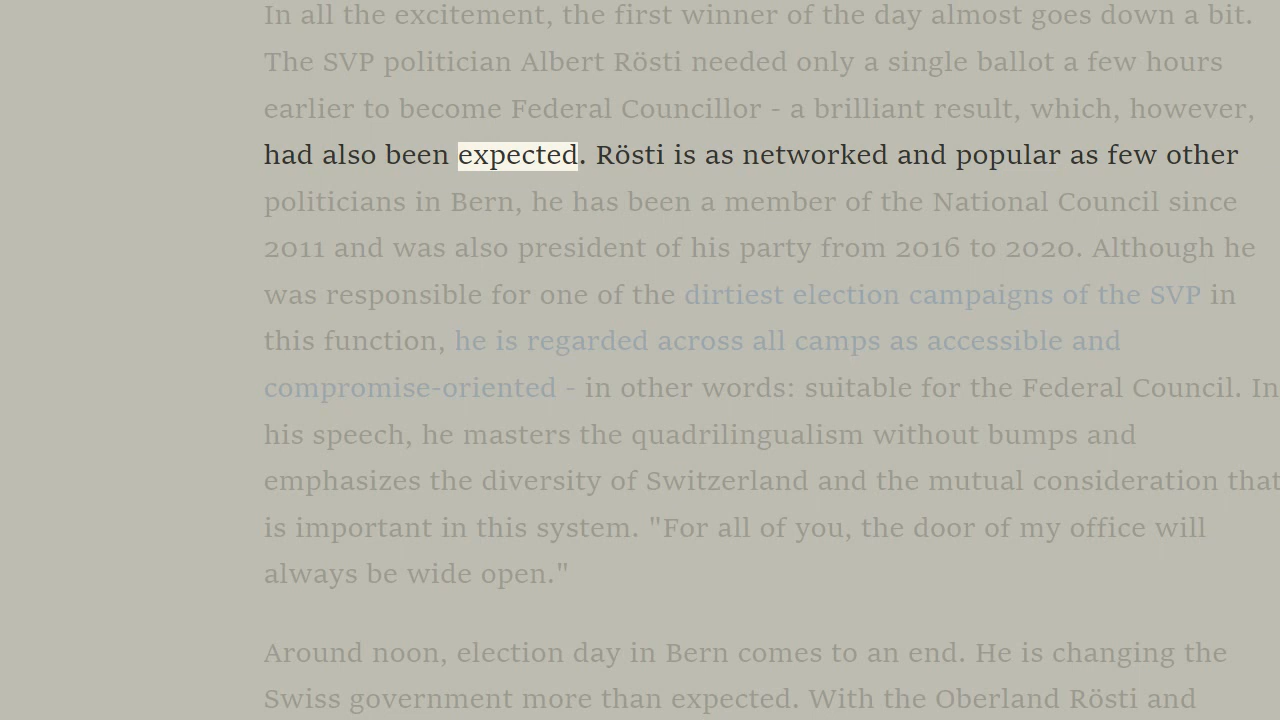 In all the excitement, the first winner of the day almost goes down a bit.
The SVP politician Albert Rösti needed only a single ballot a few hours
earlier to become Federal Councillor - a brilliant result, which, however,
had also been expected. Rösti is as networked and popular as few other
politicians in Bern, he has been a member of the National Council since
2011 and was also president of his party from 2016 to 2020. Although he
was responsible for one of the dirtiest election campaigns of the SVP in
this function, he is regarded across all camps as accessible and
compromise-oriented - in other words: suitable for the Federal Council. In
his speech, he masters the quadrilingualism without bumps and
emphasizes the diversity of Switzerland and the mutual consideration that
is important in this system. "For all of you, the door of my office will
always be wide open."
Around noon, election day in Bern comes to an end. He is changing the
Swiss government more than expected. With the Oberland Rösti and